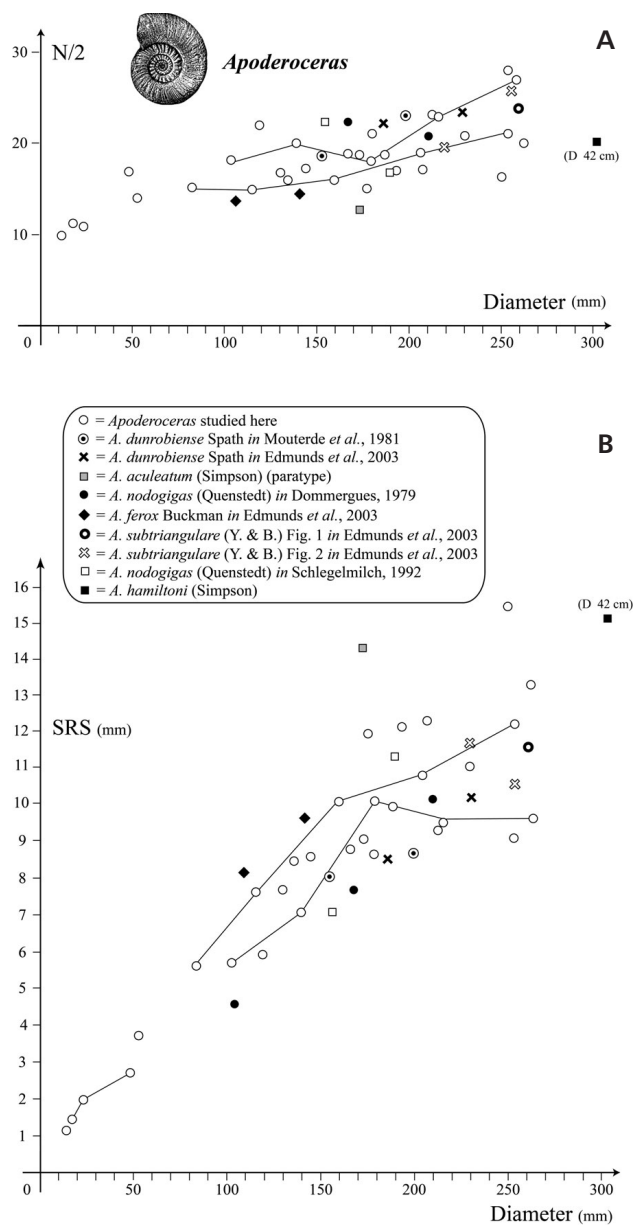 A
N/2
Apoderoceras
30
20
10
(D 42 cm)
Diameter (mm)
0 50 100 150 200 250 300
B
○ = Apoderoceras studied here
= A. dunrobiense Spath in Mouterde et al., 1981
= A. dunrobiense Spath in Edmunds et al., 2003
= A. aculeatum (Simpson) (paratype)
= A. nodogigas (Quenstedt) in Dommergues, 1979
= A. ferox Buckman in Edmunds et al., 2003
= A. subtriangulare (Y. & B.) Fig. 1 in Edmunds et al., 2003
= A. subtriangulare (Y. & B.) Fig. 2 in Edmunds et al., 2003
= A. nodogigas (Quenstedt) in Schlegelmilch, 1992
= A. hamiltoni (Simpson)
(D 42 cm)
SRS (mm)
16
15
14
13
12
11
10
9
8
7
6
5
4
3
2
1
0 50 100 150 200 250 300
Diameter (mm)